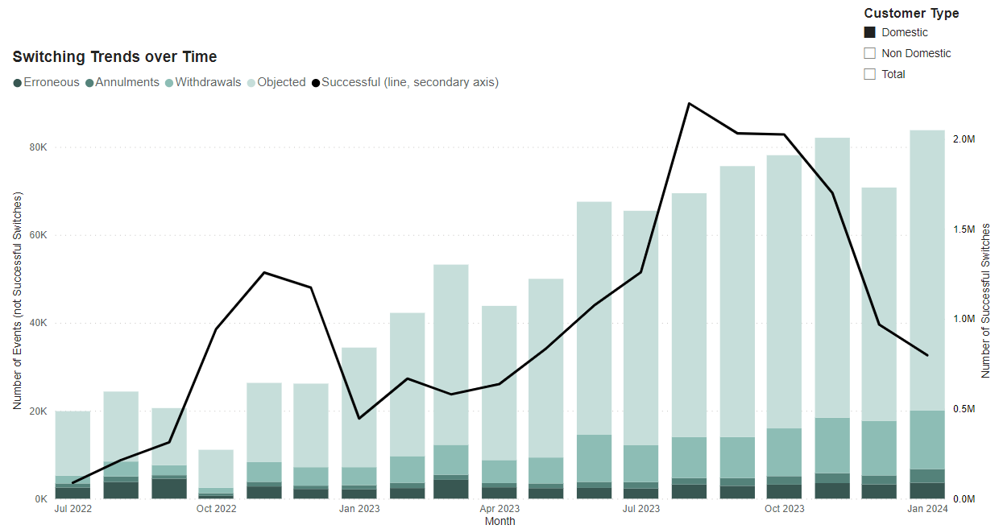 Customer Type
Domestic
Non Domestic
Total
Switching Trends over Time
Erroneous Annulments Withdrawals Objected Successful (line, secondary axis)
Number of Events (not Successful Switches)
80K
60K
40K
20K
0K
2.0M
1.5M
1.0M
0.5M
0.0M
Number of Successful Switches
Jul 2022 Oct 2022 Jan 2023 Apr 2023 Jul 2023 Oct 2023 Jan 2024
Month